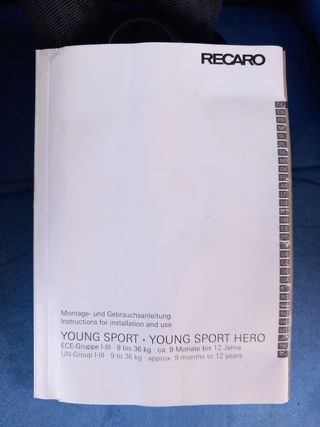 RECARO
Montage- und Gebrauchsanleitung
Instructions for installation and use
YOUNG SPORT · YOUNG SPORT HERO
ECE-Gruppe I-III · 9 bis 36 kg · ca. 9 Monate bis 12 Jahre
UN-Group I-III · 9 to 36 kg · approx. 9 months to 12 years